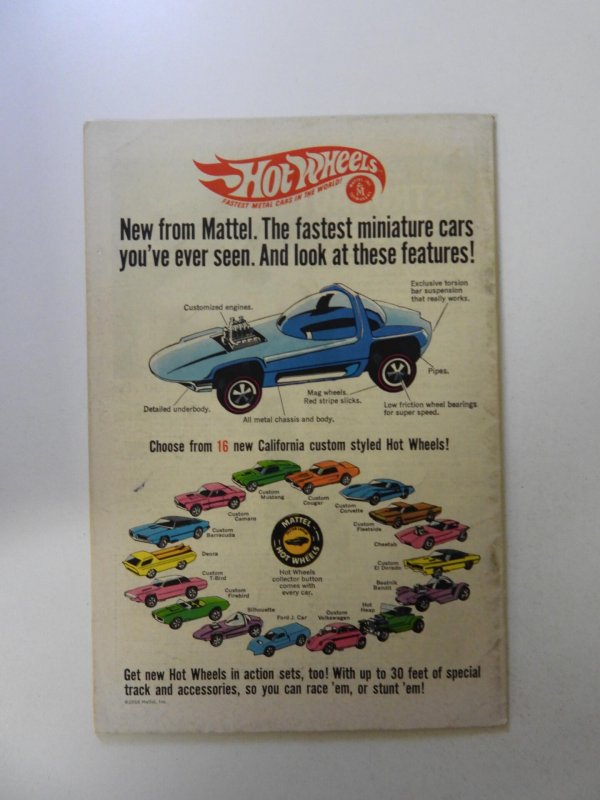 Hot Wheels
FASTEST METAL CARS IN THE WORLD!
New from Mattel. The fastest miniature cars
you've ever seen. And look at these features!
Exclusive torsion
bar suspension
that really works.
Customized engines.
Pipes.
Mag wheels.
Red stripe slicks.
Low friction wheel bearings
for super speed.
Detailed underbody.
All metal chassis and body.
Choose from 16 new California custom styled Hot Wheels!
Custom
Mustang
Custom
Cougar
Custom
Corvette
Custom
Camaro
Custom
Fleetside
Custom
Barracuda
Cheetah
MATTEL
HOT WHEELS
Deora
Custom
El Dorado
Hot Wheels
collector button
comes with
every car.
Custom
T-Bird
Beatnik
Bandit
Custom
Firebird
Silhouette
Ford J. Car
Custom
Volkswagen
Hot
Heap
Get new Hot Wheels in action sets, too! With up to 30 feet of special
track and accessories, so you can race 'em, or stunt 'em!
Mattel, Inc.